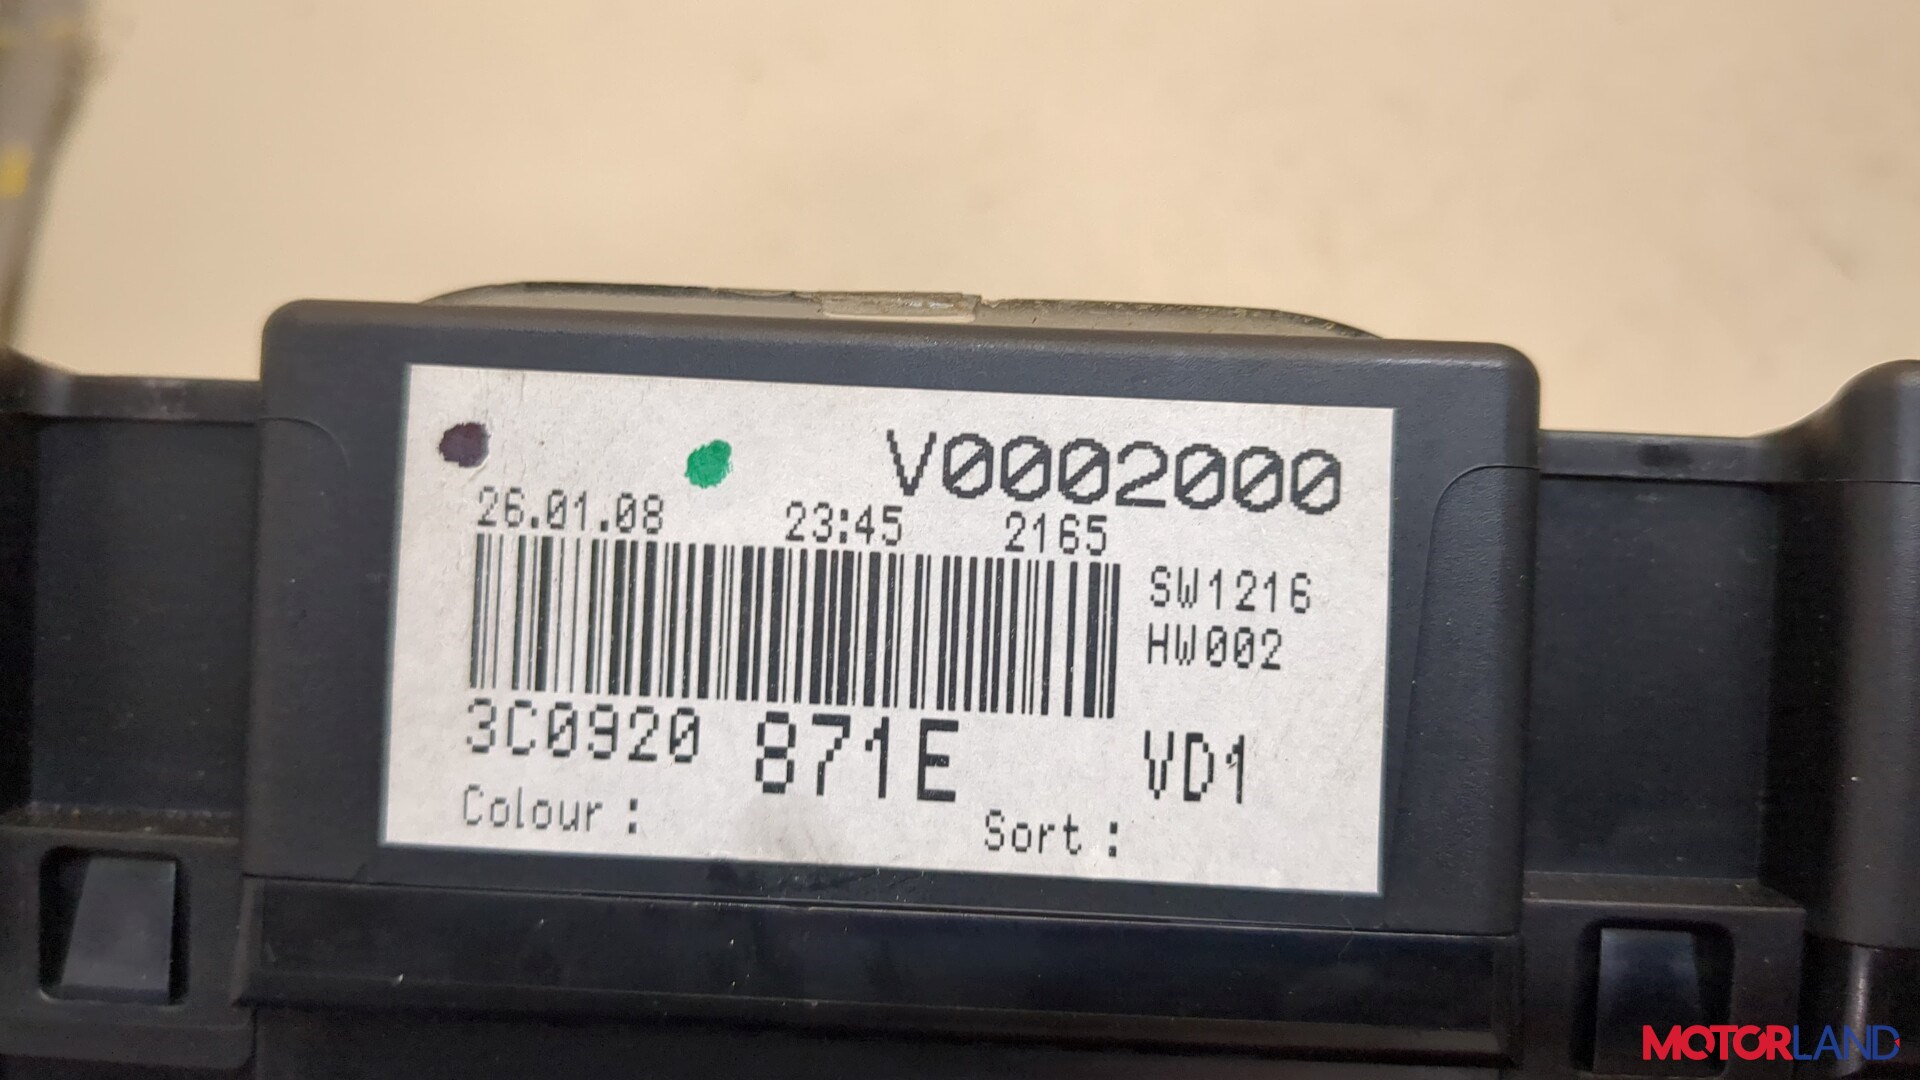 V0002000
26.01.08 23:45 2165
SW1216
HW002
3C0920 871E VD1
Colour : Sort :
MOTORLAND